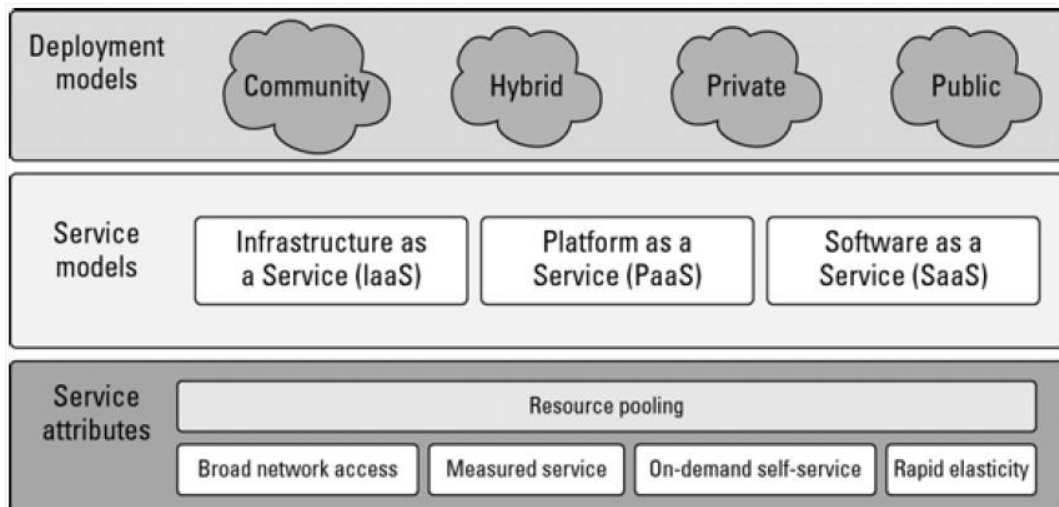 Deployment
models
Community
Hybrid
Private
Public
Service
models
Infrastructure as
a Service (IaaS)
Platform as a
Service (PaaS)
Software as a
Service (SaaS)
Service
attributes
Resource pooling
Broad network access
Measured service
On-demand self-service
Rapid elasticity